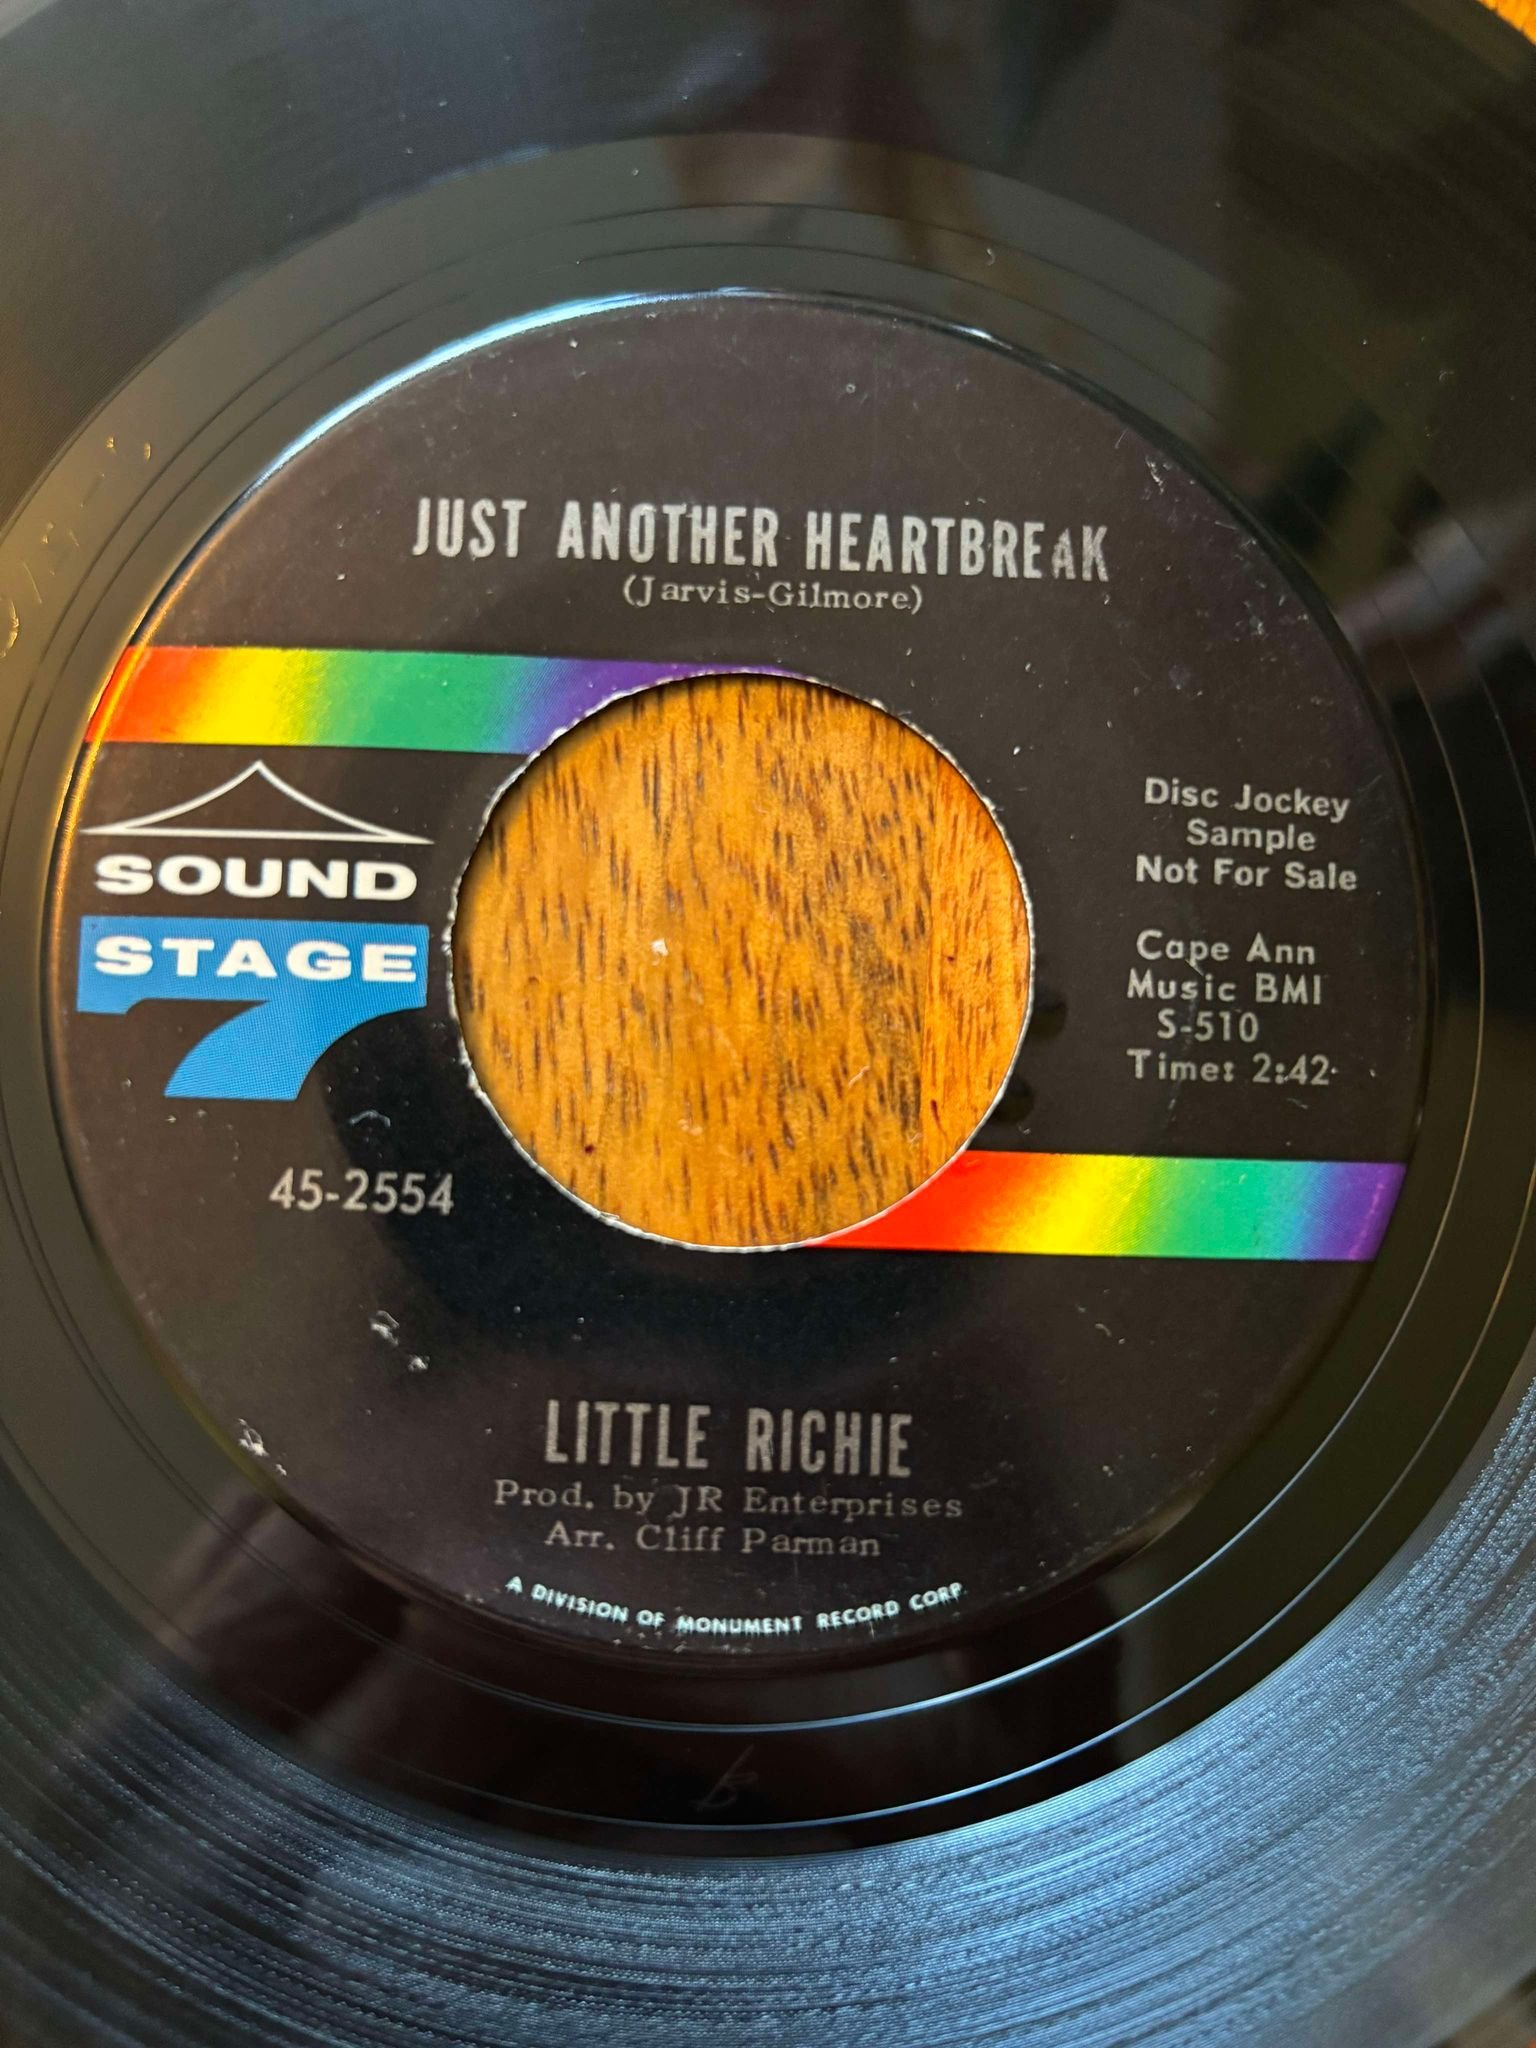 JUST ANOTHER HEARTBREAK
(Jarvis-Gilmore)
SOUND
STAGE
7
Disc Jockey
Sample
Not For Sale
Cape Ann
Music BMI
S-510
Time: 2:42
45-2554
LITTLE RICHIE
Prod. by JR Enterprises
Arr. Cliff Parman
A DIVISION OF MONUMENT RECORD CORP.